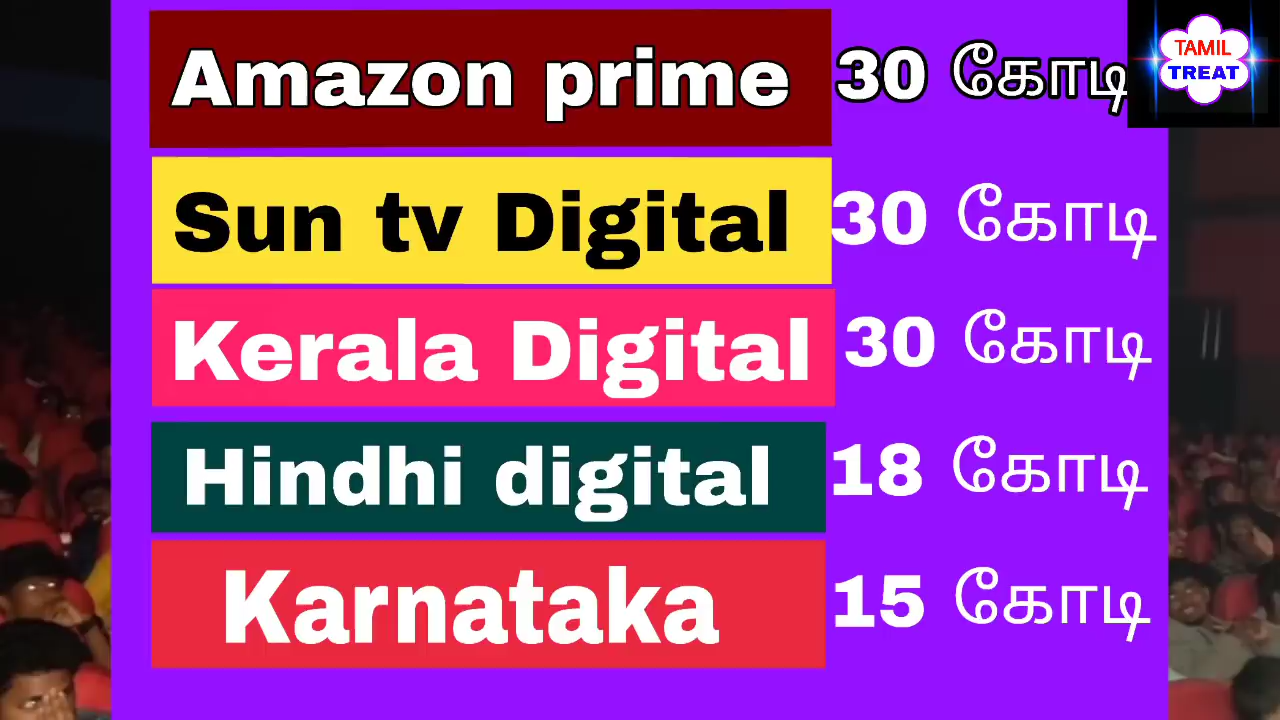 Amazon prime 30 கோடி
TAMIL
TREAT
Sun tv Digital 30 கோடி
Kerala Digital 30 கோடி
Hindhi digital 18 கோடி
Karnataka 15 கோடி